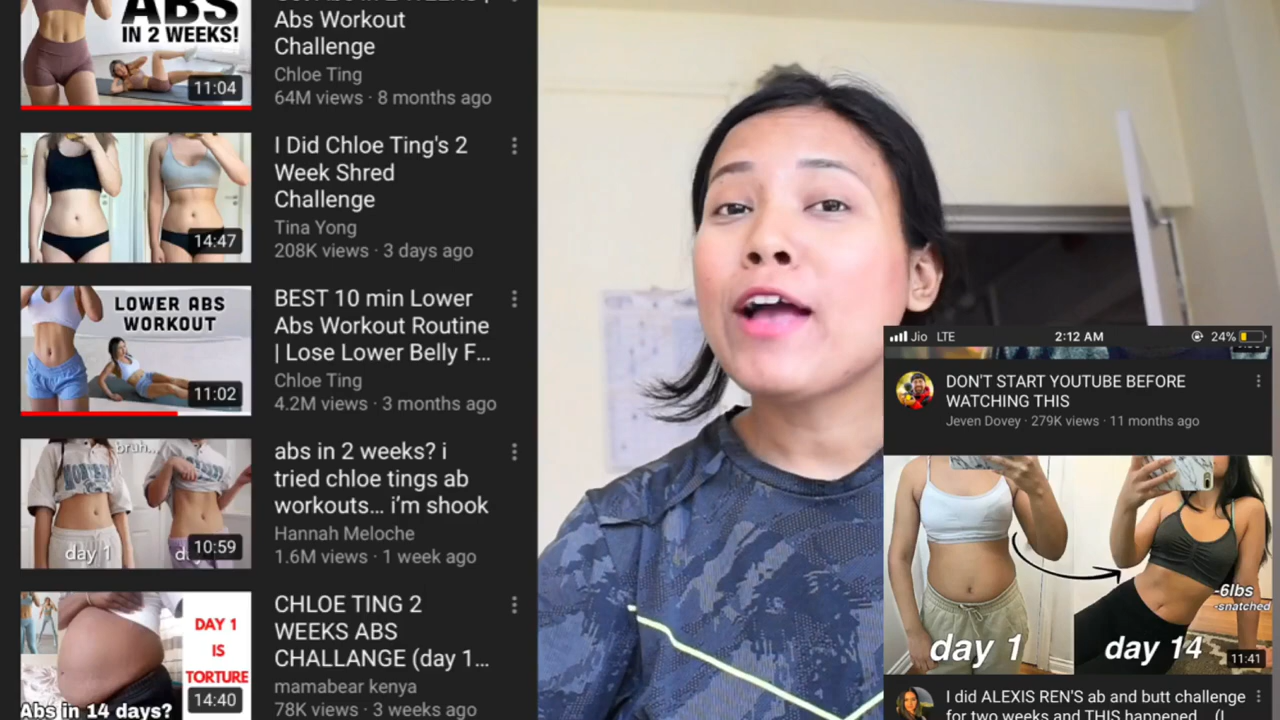 ABS
IN 2 WEEKS!
11:04
Abs Workout
Challenge
Chloe Ting
64M views · 8 months ago
14:47
I Did Chloe Ting's 2
Week Shred
Challenge
Tina Yong
208K views · 3 days ago
LOWER ABS
WORKOUT
11:02
BEST 10 min Lower
Abs Workout Routine
| Lose Lower Belly F...
Chloe Ting
4.2M views · 3 months ago
bruh...
day 1
10:59
abs in 2 weeks? i
tried chloe tings ab
workouts... i'm shook
Hannah Meloche
1.6M views · 1 week ago
DAY 1
IS
TORTURE
14:40
Abs in 14 days?
CHLOE TING 2
WEEKS ABS
CHALLANGE (day 1...
mamabear kenya
78K views · 3 weeks ago
Jio LTE 2:12 AM 24%
DON'T START YOUTUBE BEFORE
WATCHING THIS
Jeven Dovey · 279K views · 11 months ago
-6lbs
-snatched
day 1
day 14
11:41
I did ALEXIS REN'S ab and butt challenge
for two weeks and THIS happened